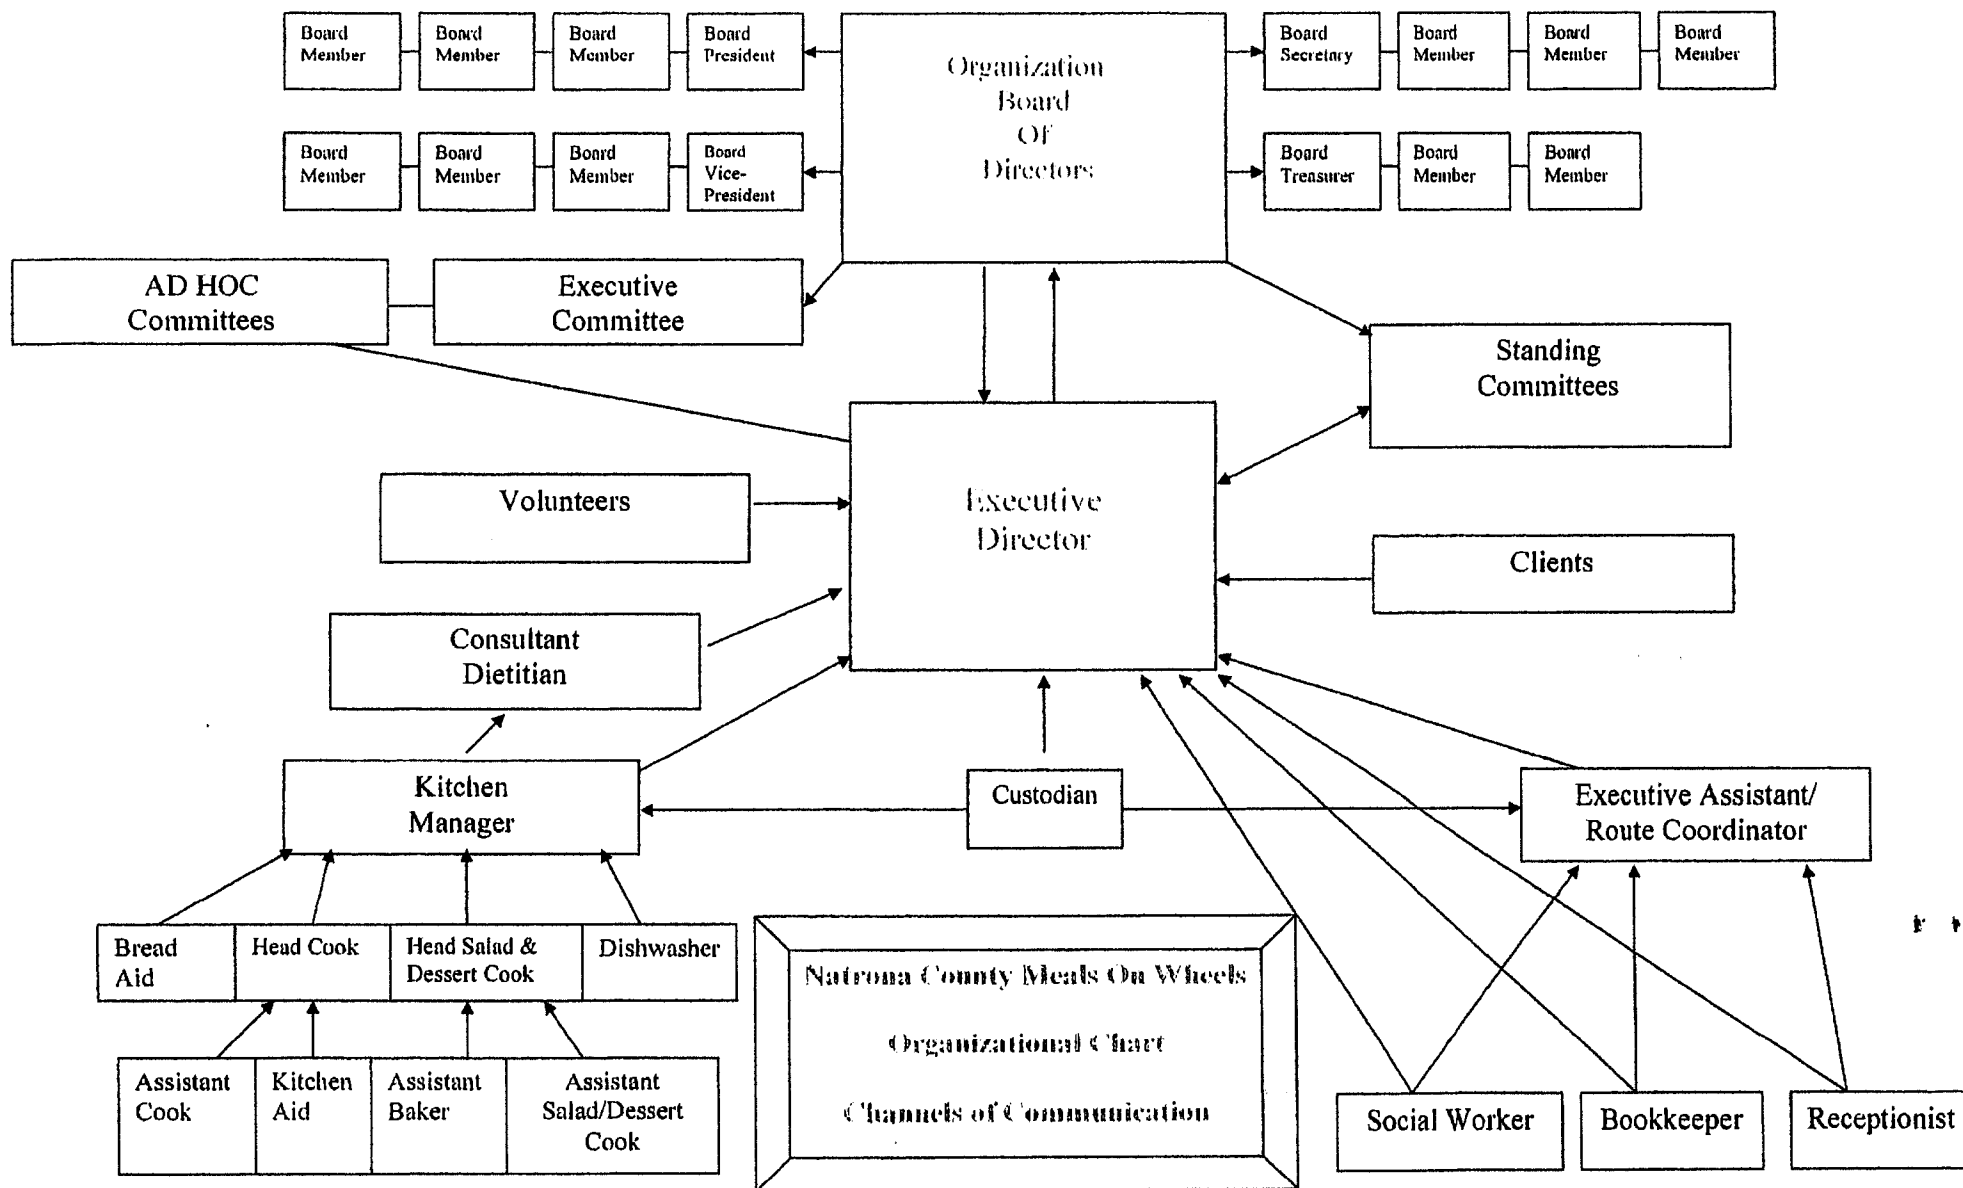 Board
Member
Board
Member
Board
Member
Board
President
Organization
Board
Of
Directors
Board
Secretary
Board
Member
Board
Member
Board
Member
Board
Member
Board
Member
Board
Member
Board
Vice-
President
Board
Treasurer
Board
Member
Board
Member
AD HOC
Committees
Executive
Committee
Standing
Committees
Volunteers
Executive
Director
Clients
Consultant
Dietitian
Kitchen
Manager
Custodian
Executive Assistant/
Route Coordinator
Bread
Aid
Head Cook
Head Salad &
Dessert Cook
Dishwasher
Assistant
Cook
Kitchen
Aid
Assistant
Baker
Assistant
Salad/Dessert
Cook
Natrona County Meals On Wheels
Organizational Chart
Channels of Communication
Social Worker
Bookkeeper
Receptionist